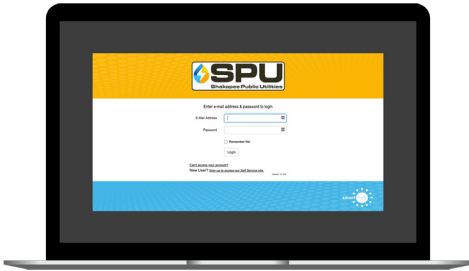 SPU
Shakopee Public Utilities
Enter e-mail address & password to login
E-Mail Address
Password
Remember Me
Login
Can't access your account?
New User? Sign up to access our Self Service site.